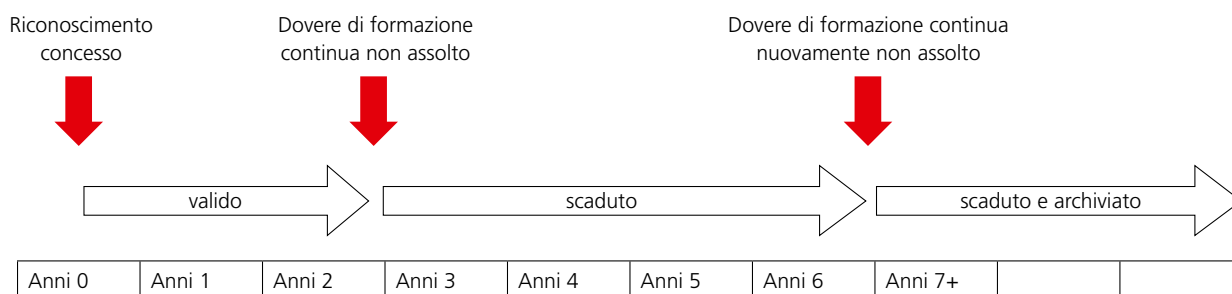 Riconoscimento
concesso
Dovere di formazione
continua non assolto
Dovere di formazione continua
nuovamente non assolto
valido
scaduto
scaduto e archiviato
Anni 0 Anni 1 Anni 2 Anni 3 Anni 4 Anni 5 Anni 6 Anni 7+